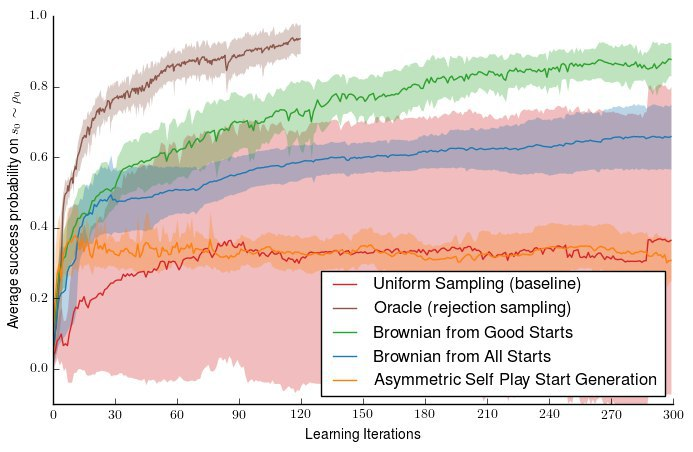 Average success probability on s₀ ~ ρ₀
1.0
0.8
0.6
0.4
0.2
0.0
Uniform Sampling (baseline)
Oracle (rejection sampling)
Brownian from Good Starts
Brownian from All Starts
Asymmetric Self Play Start Generation
0 30 60 90 120 150 180 210 240 270 300
Learning Iterations